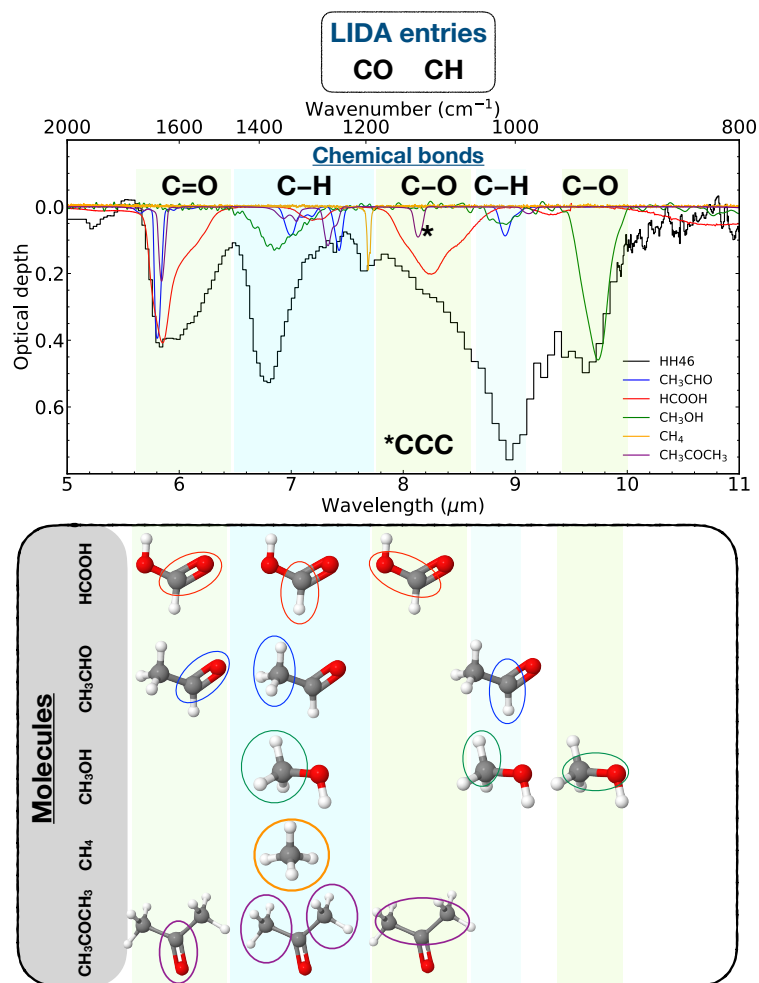 LIDA entries
CO CH
Wavenumber (cm⁻¹)
2000 1600 1400 1200 1000 800
Chemical bonds
C=O C−H C−O C−H C−O
0.0
0.2
0.4
0.6
Optical depth
*
*CCC
HH46
CH₃CHO
HCOOH
CH₃OH
CH₄
CH₃COCH₃
5 6 7 8 9 10 11
Wavelength (μm)
Molecules
HCOOH
CH₃CHO
CH₃OH
CH₄
CH₃COCH₃